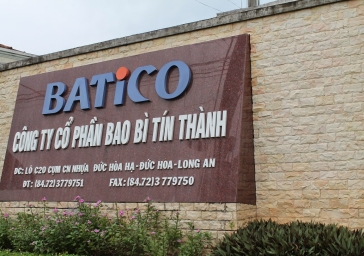 BATICO
CÔNG TY CỔ PHẦN BAO BÌ TÍN THÀNH
ĐC: LÔ C20 CỤM CN NHỰA ĐỨC HÒA HẠ-ĐỨC HOA-LONG AN
ĐT: (84.72)3779751 FAX: (84.72)3 779750